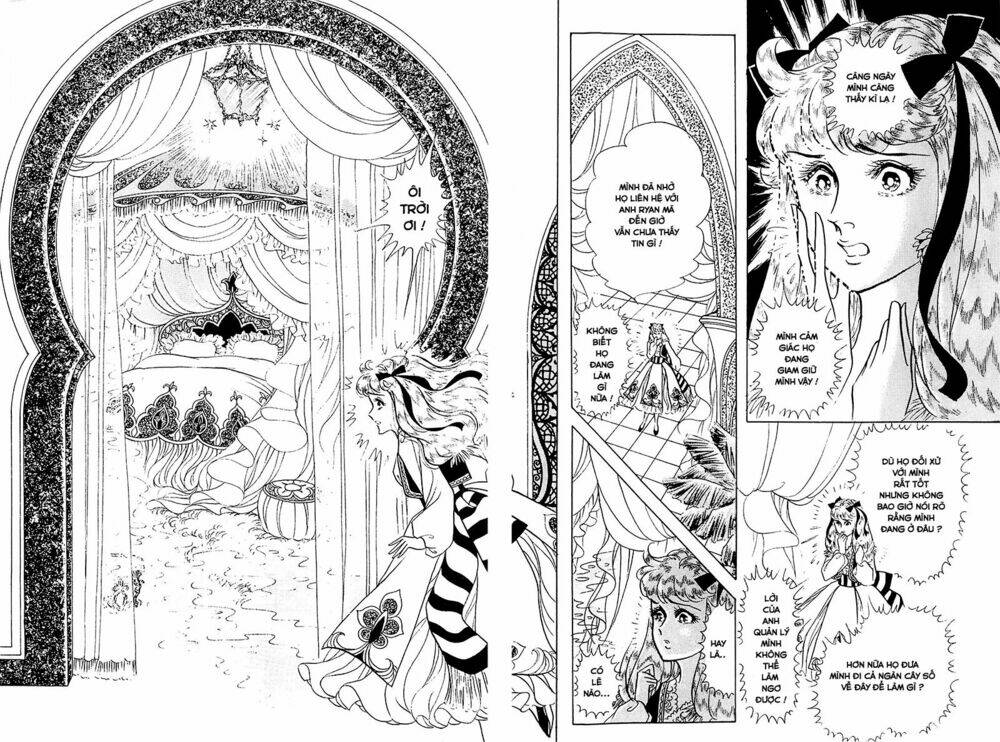 CÀNG NGÀY
MÌNH CÀNG
THẤY KÌ LẠ !
MÌNH CẢM
GIÁC HỌ
ĐANG
GIAM GIỮ
MÌNH VẬY !
DÙ HỌ ĐỐI XỬ
VỚI MÌNH
RẤT TỐT
NHƯNG KHÔNG
BAO GIỜ NÓI RÕ
RẰNG MÌNH
ĐANG Ở ĐÂU ?
HƠN NỮA HỌ ĐƯA
MÌNH ĐI CẢ NGÀN CÂY SỐ
VỀ ĐÂY ĐỂ LÀM GÌ ?
LỜI
CỦA
ANH
QUẢN LÝ
MÌNH
KHÔNG
THỂ
LÀM
NGƠ
ĐƯỢC !
MÌNH ĐÃ NHỜ
HỌ LIÊN HỆ VỚI
ANH RYAN MÀ
ĐẾN GIỜ
VẪN CHƯA THẤY
TIN GÌ !
KHÔNG
BIẾT
HỌ
ĐANG
LÀM
GÌ
NỮA !
HAY
LÀ..
CÓ
LẼ
NÀO...
ÔI
TRỜI
ƠI !